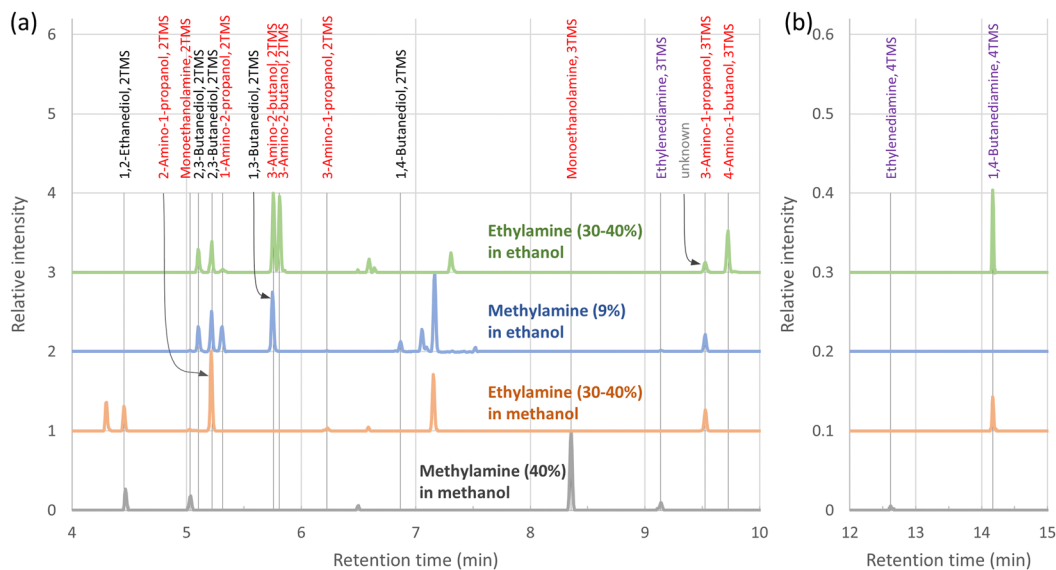 (a)
6
5
4
3
2
1
0
Relative intensity
1,2-Ethanediol, 2TMS
2-Amino-1-propanol, 2TMS
Monoethanolamine, 2TMS
2,3-Butanediol, 2TMS
2,3-Butanediol, 2TMS
1-Amino-2-propanol, 2TMS
1,3-Butanediol, 2TMS
3-Amino-2-butanol, 2TMS
3-Amino-2-butanol, 2TMS
3-Amino-1-propanol, 2TMS
1,4-Butanediol, 2TMS
Monoethanolamine, 3TMS
Ethylenediamine, 3TMS
unknown
3-Amino-1-propanol, 3TMS
4-Amino-1-butanol, 3TMS
Ethylamine (30-40%)
in ethanol
Methylamine (9%)
in ethanol
Ethylamine (30-40%)
in methanol
Methylamine (40%)
in methanol
4 5 6 7 8 9 10
Retention time (min)
(b)
0.6
0.5
0.4
0.3
0.2
0.1
0
Relative intensity
Ethylenediamine, 4TMS
1,4-Butanediamine, 4TMS
12 13 14 15
Retention time (min)